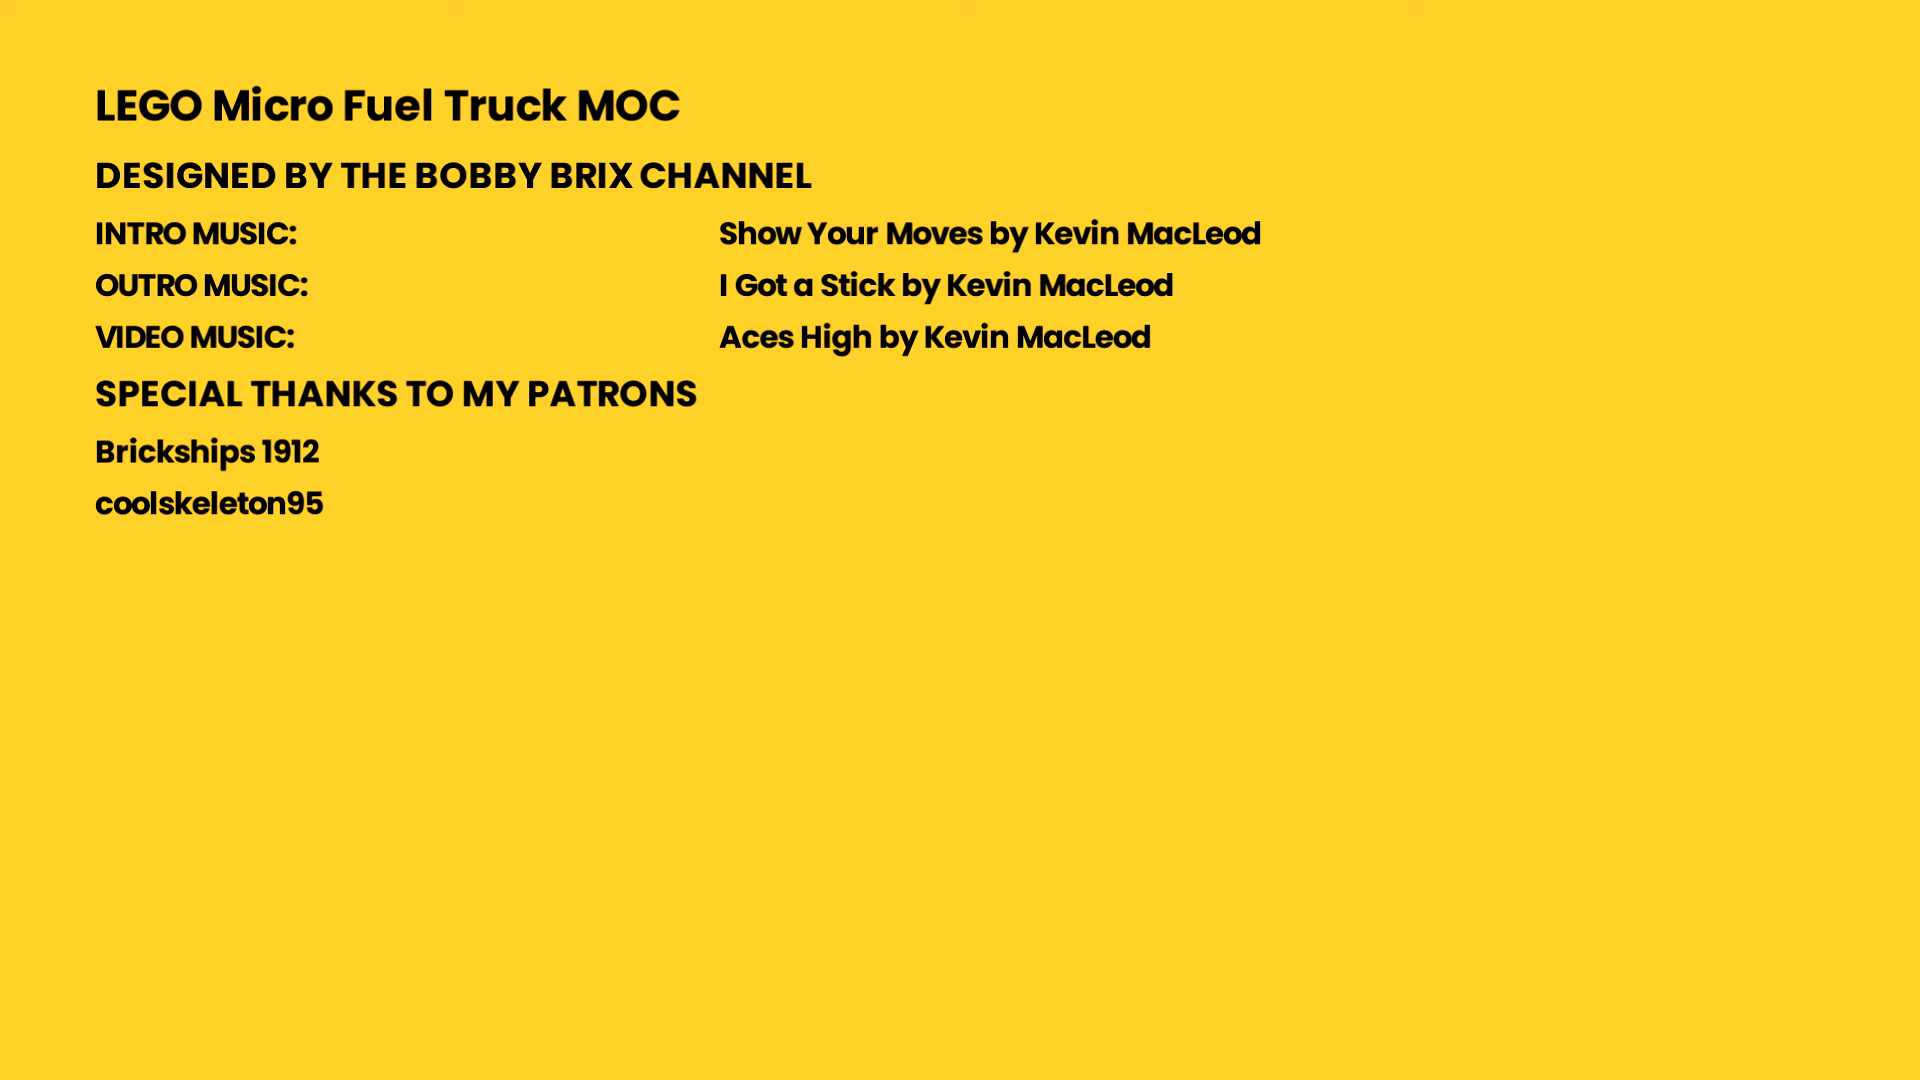 LEGO Micro Fuel Truck MOC
DESIGNED BY THE BOBBY BRIX CHANNEL
INTRO MUSIC: Show Your Moves by Kevin MacLeod
OUTRO MUSIC: I Got a Stick by Kevin MacLeod
VIDEO MUSIC: Aces High by Kevin MacLeod
SPECIAL THANKS TO MY PATRONS
Brickships 1912
coolskeleton95